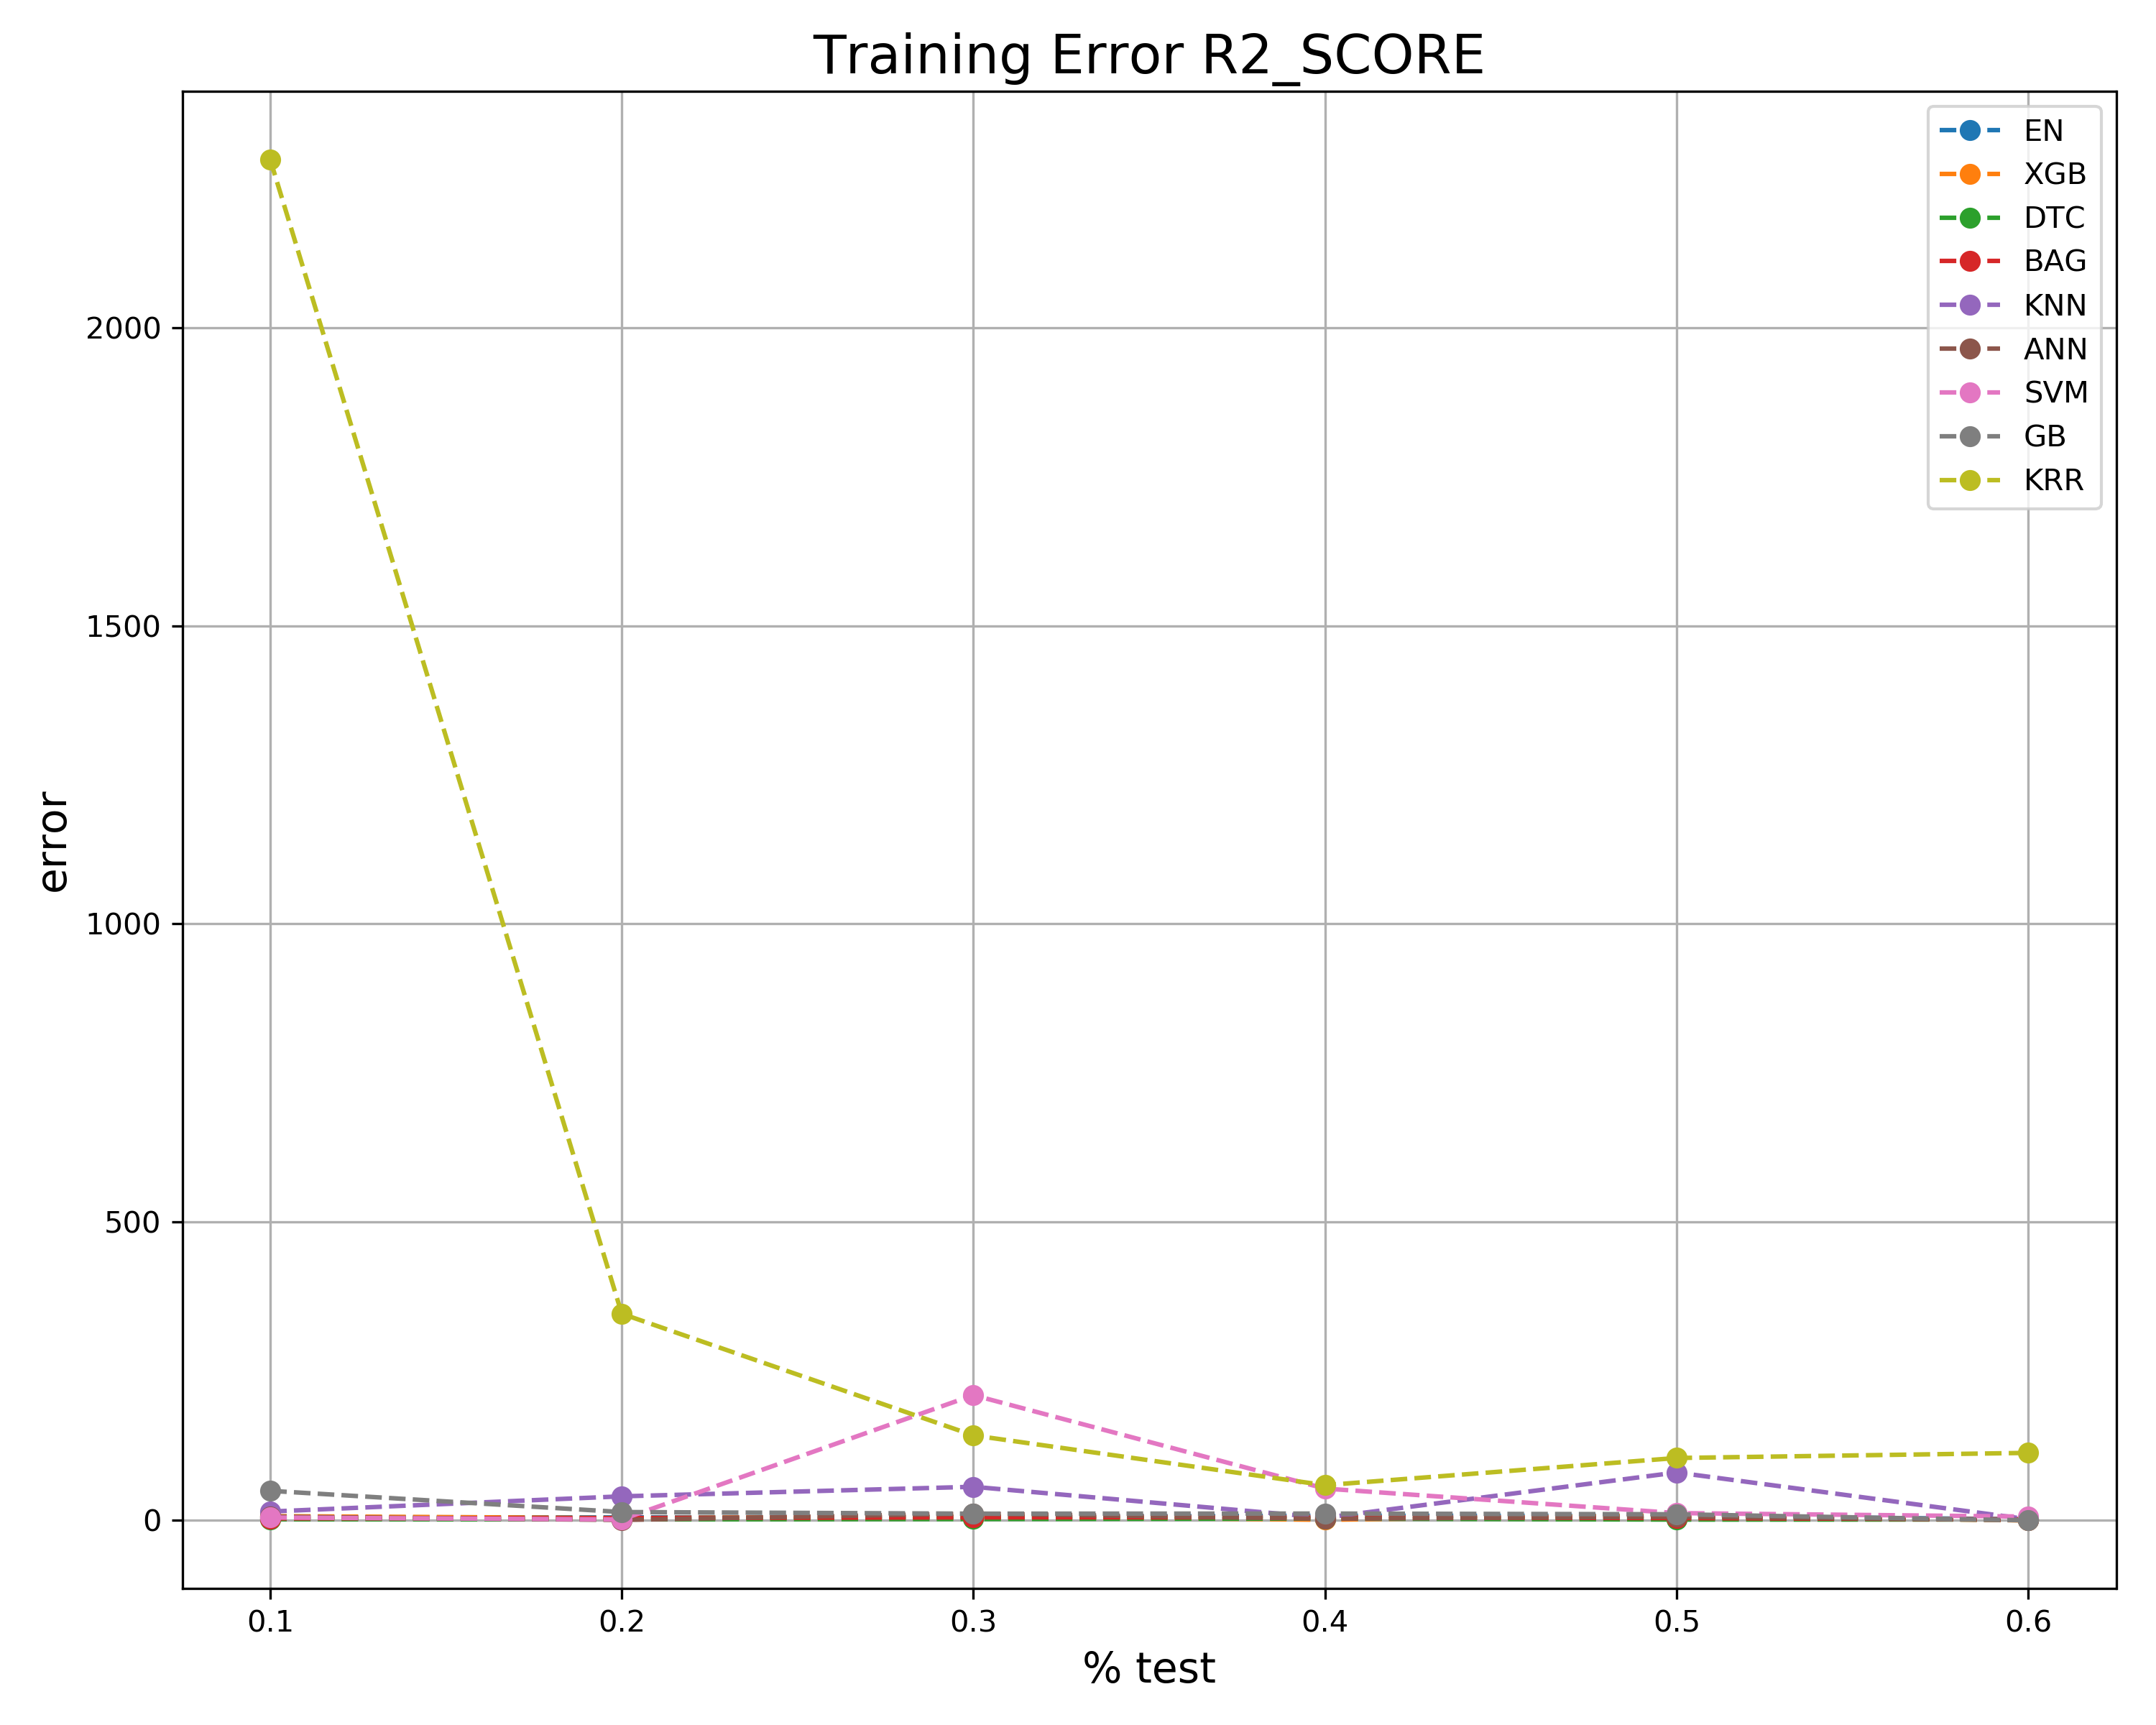 Training Error R2_SCORE
EN
XGB
DTC
BAG
KNN
ANN
SVM
GB
KRR
2000
1500
1000
500
0
error
0.1 0.2 0.3 0.4 0.5 0.6
% test